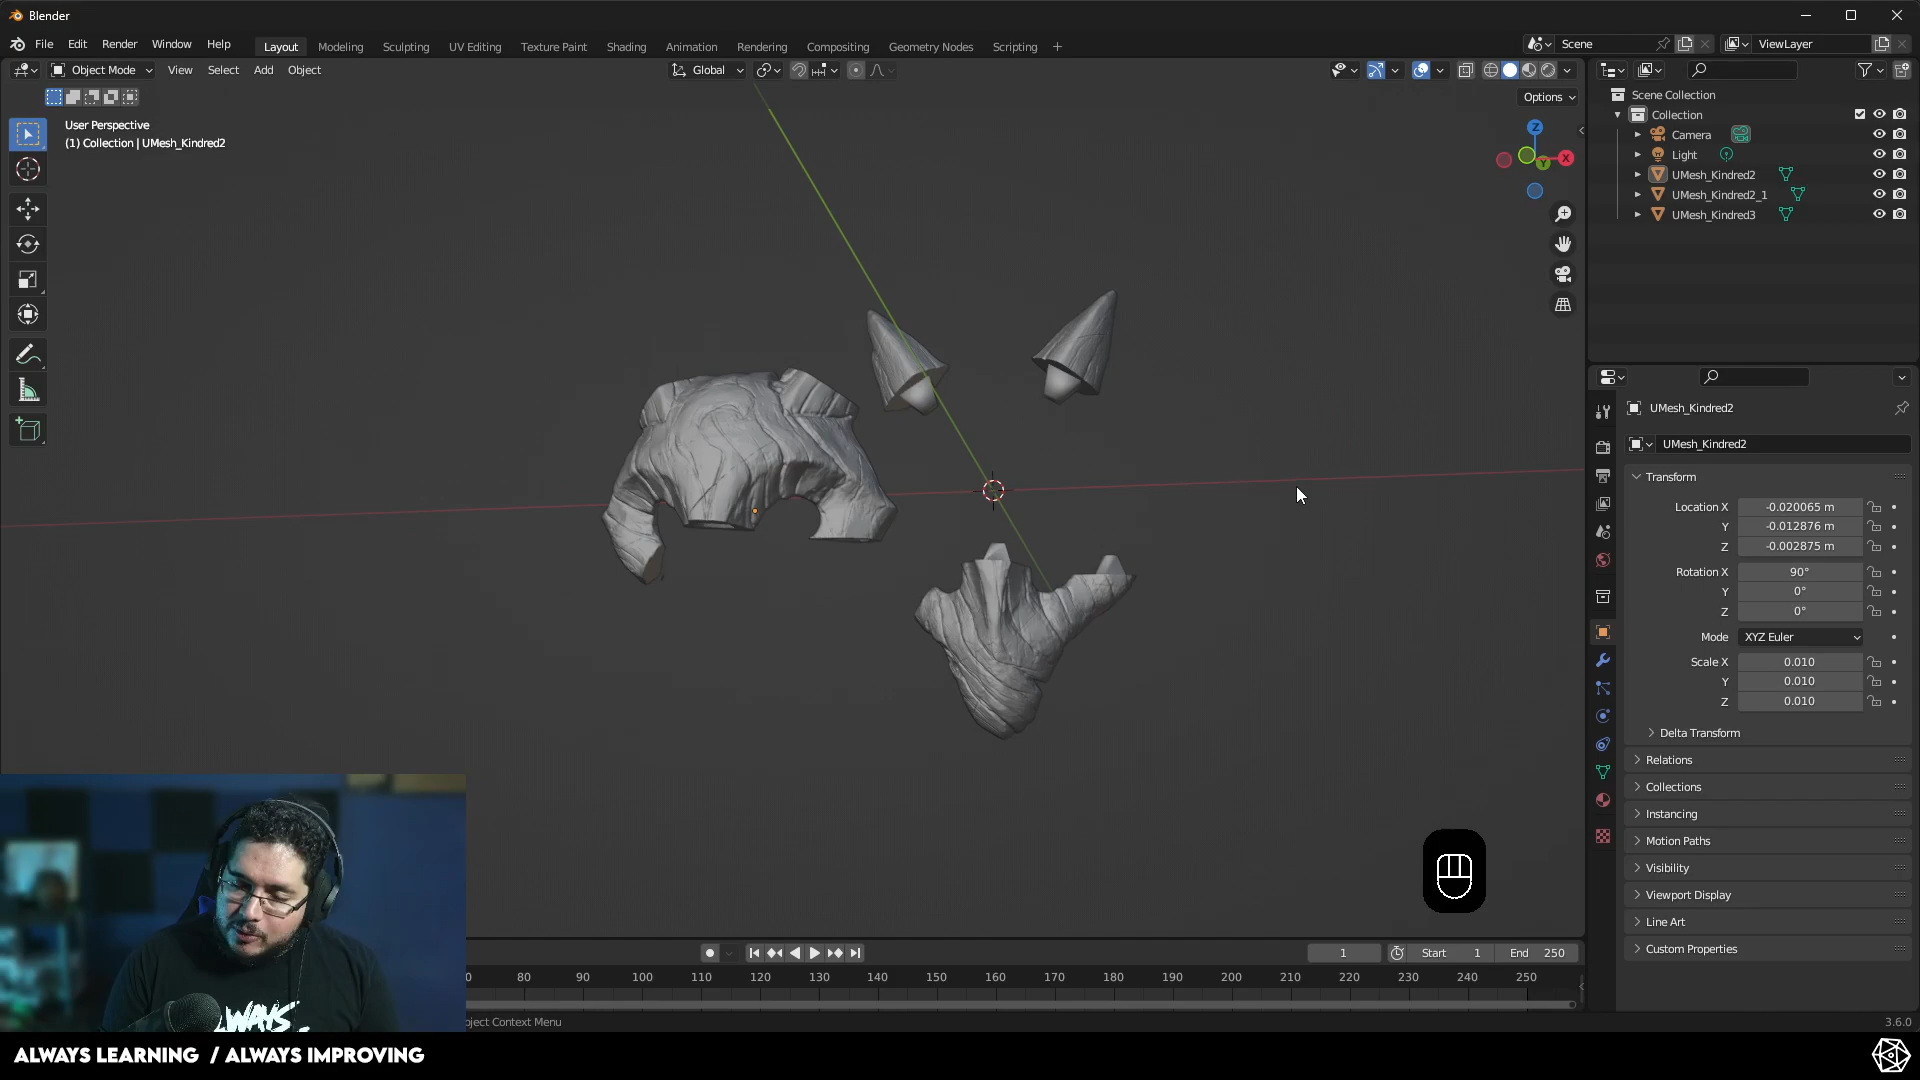 Blender
File Edit Render Window Help
Layout Modeling Sculpting UV Editing Texture Paint Shading Animation Rendering Compositing Geometry Nodes Scripting +
Scene
ViewLayer
Object Mode View Select Add Object
Global
Options
User Perspective
(1) Collection | UMesh_Kindred2
Z
X
Y
Scene Collection
Collection
Camera
Light
UMesh_Kindred2
UMesh_Kindred2_1
UMesh_Kindred3
UMesh_Kindred2
UMesh_Kindred2
Transform
Location X -0.020065 m
Y -0.012876 m
Z -0.002875 m
Rotation X 90°
Y 0°
Z 0°
Mode XYZ Euler
Scale X 0.010
Y 0.010
Z 0.010
Delta Transform
Relations
Collections
Instancing
Motion Paths
Visibility
Viewport Display
Line Art
Custom Properties
1 Start 1 End 250
0 80 90 100 110 120 130 140 150 160 170 180 190 200 210 220 230 240 250
ject Context Menu
3.6.0
ALWAYS LEARNING / ALWAYS IMPROVING